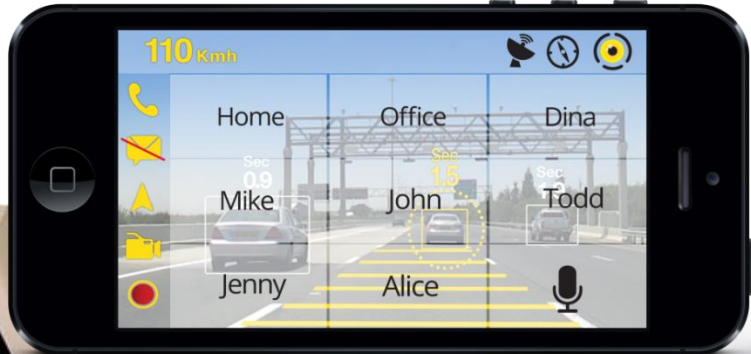 110 Kmh
Home Office Dina
Sec
0.9
Sec
1.5
Sec
Mike John Todd
Jenny Alice